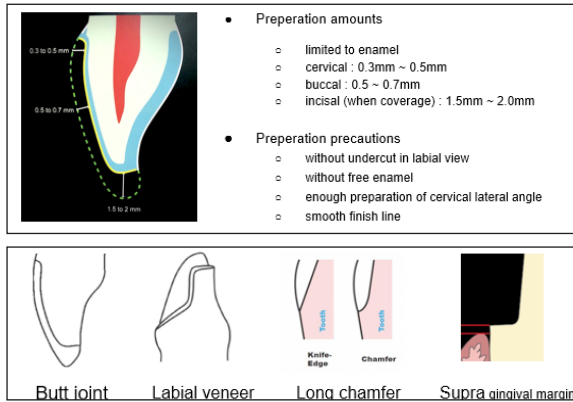 ● Preperation amounts
○ limited to enamel
○ cervical : 0.3mm ~ 0.5mm
○ buccal : 0.5 ~ 0.7mm
○ incisal (when coverage) : 1.5mm ~ 2.0mm
● Preperation precautions
○ without undercut in labial view
○ without free enamel
○ enough preparation of cervical lateral angle
○ smooth finish line
0.3 to 0.5 mm
0.5 to 0.7 mm
1.5 to 2 mm
Tooth
Tooth
Knife-
Edge
Chamfer
Butt joint
Labial veneer
Long chamfer
Supra gingival margin